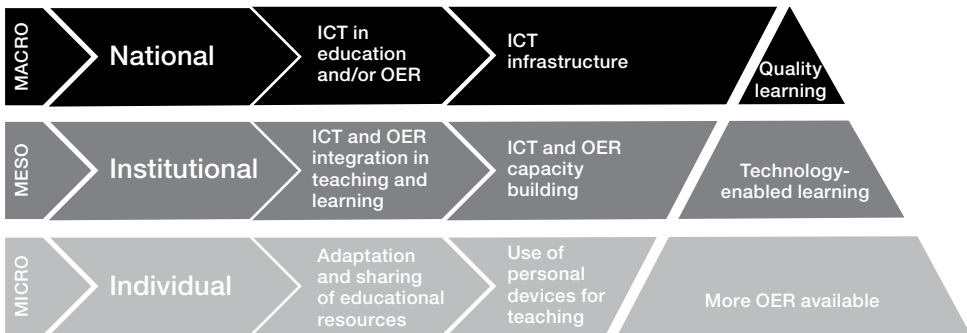 MACRO
National
ICT in
education
and/or OER
ICT
infrastructure
Quality
learning
MESO
Institutional
ICT and OER
integration in
teaching and
learning
ICT and OER
capacity
building
Technology-
enabled learning
MICRO
Individual
Adaptation
and sharing
of educational
resources
Use of
personal
devices for
teaching
More OER available